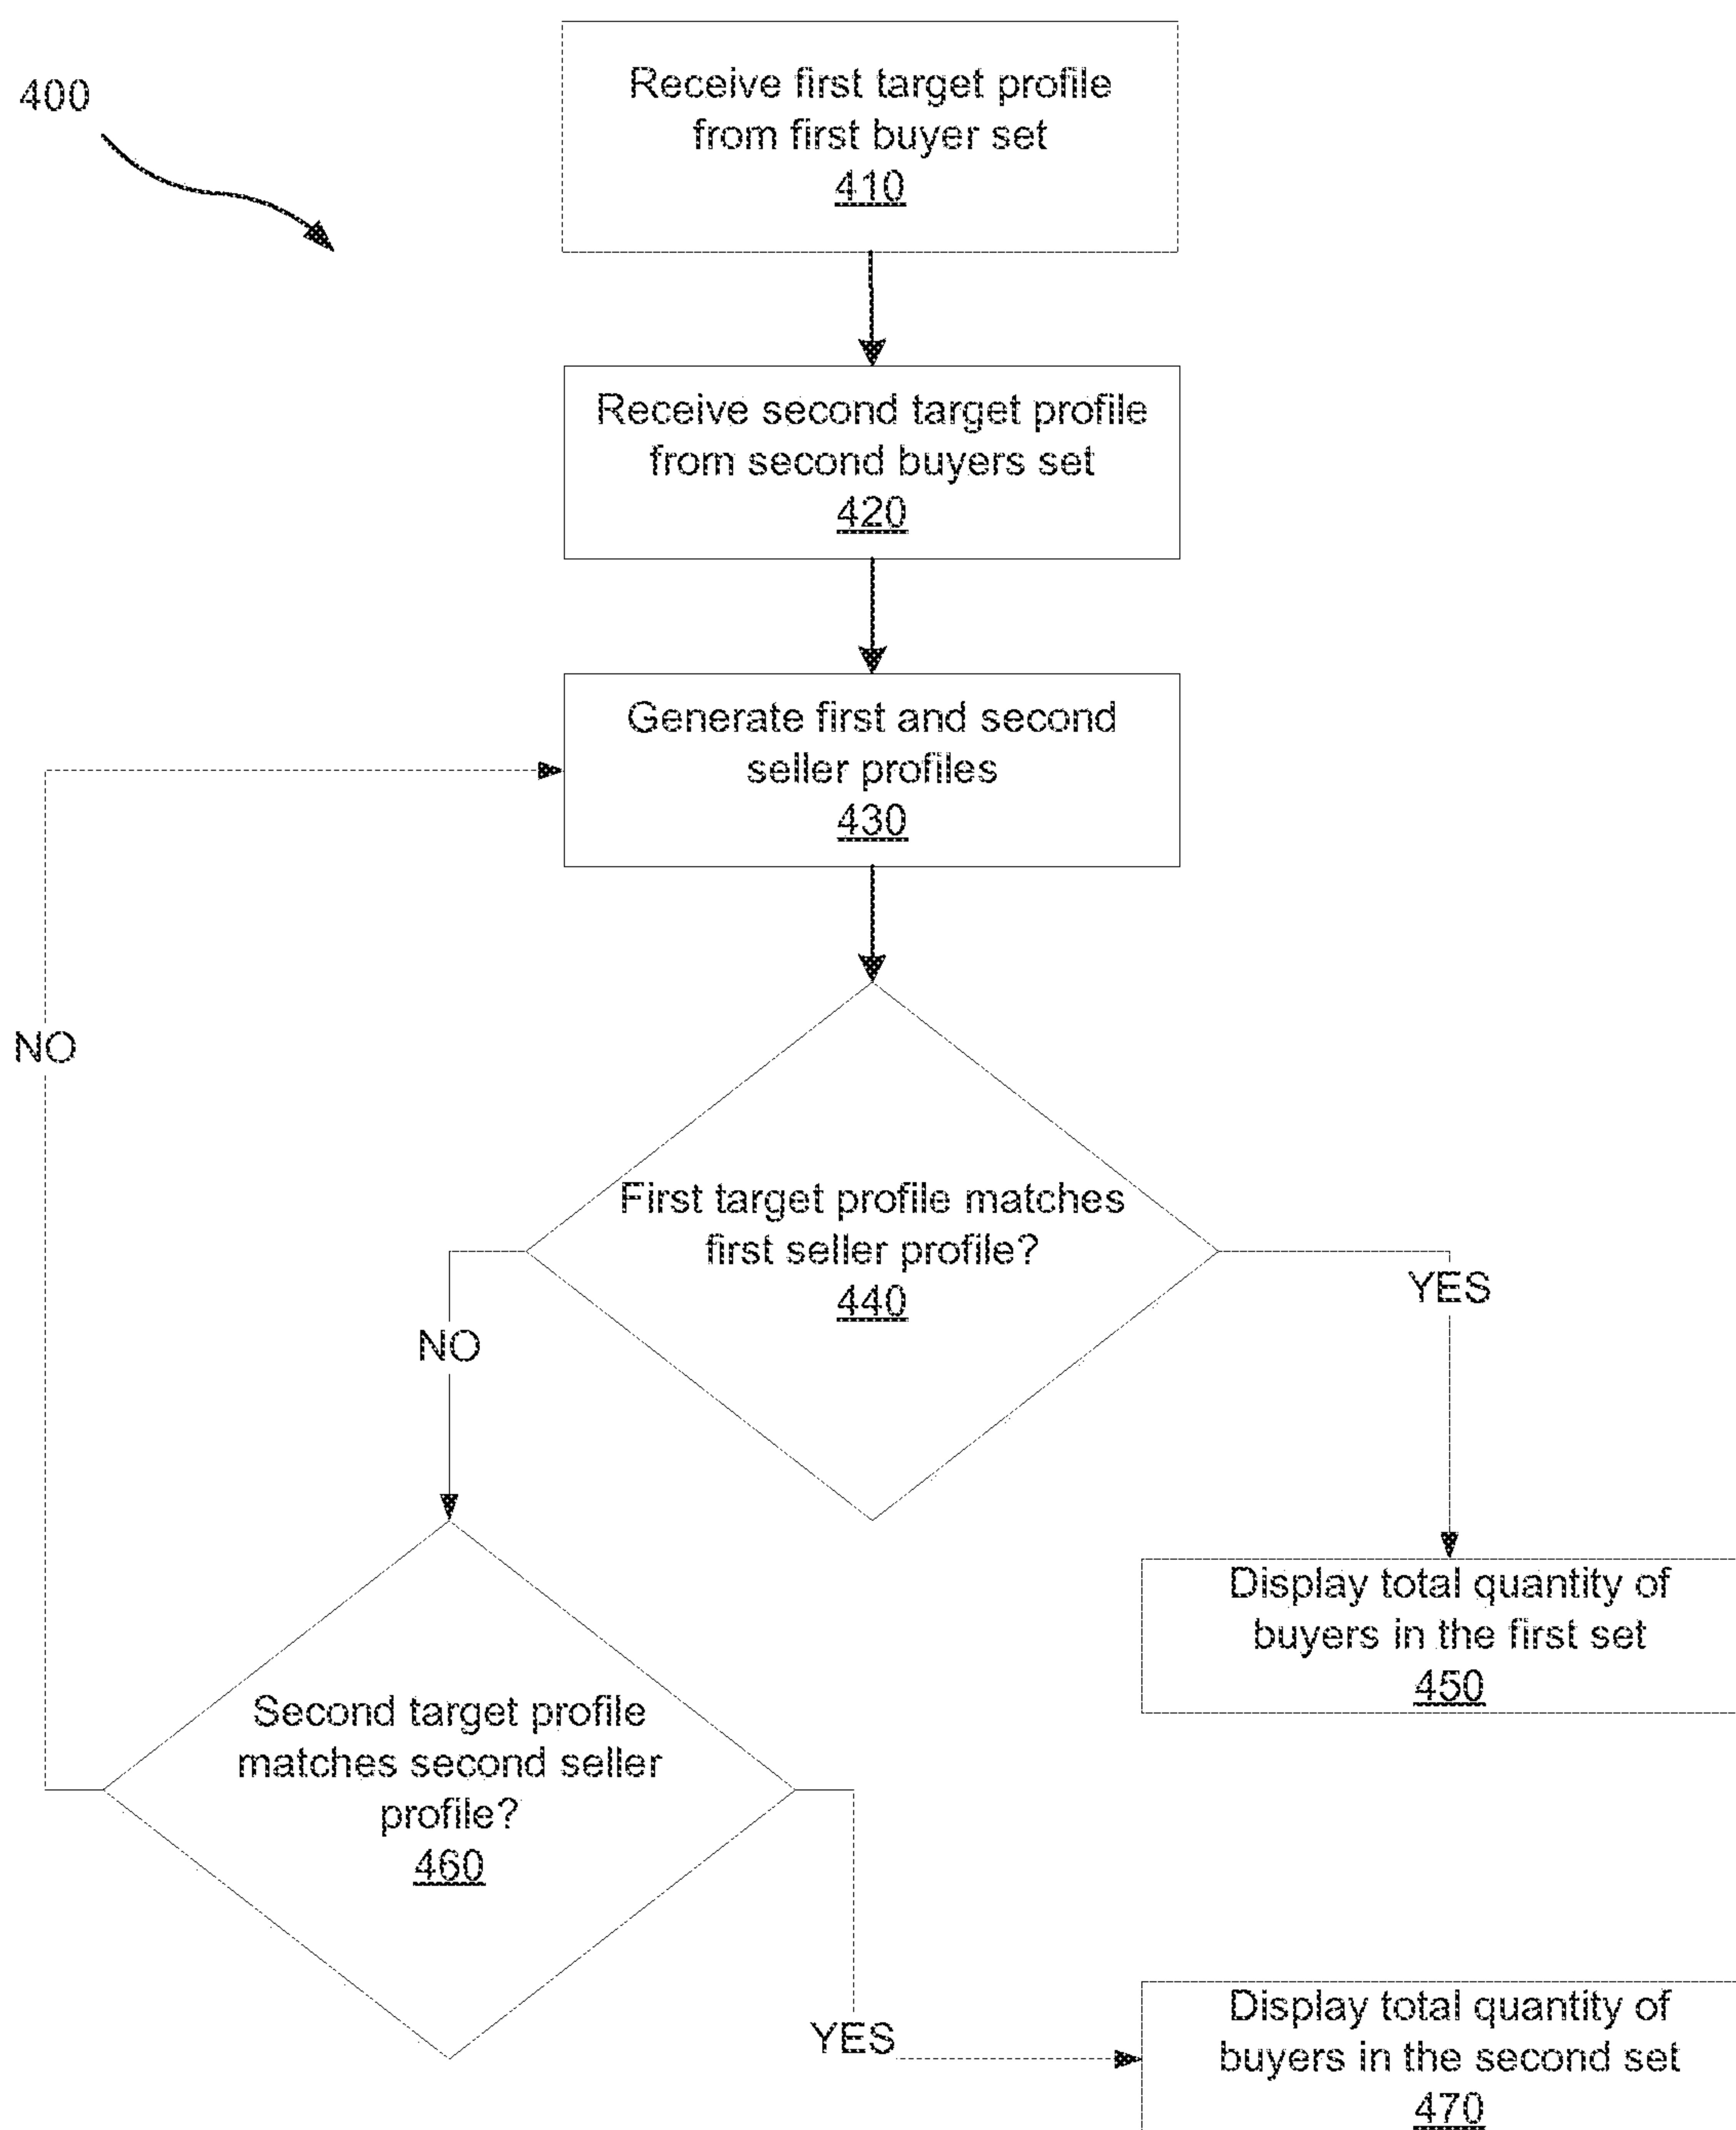 400
Receive first target profile
from first buyer set
410
Receive second target profile
from second buyers set
420
Generate first and second
seller profiles
430
NO
First target profile matches
first seller profile?
440
YES
NO
Display total quantity of
buyers in the first set
450
Second target profile
matches second seller
profile?
460
YES
Display total quantity of
buyers in the second set
470